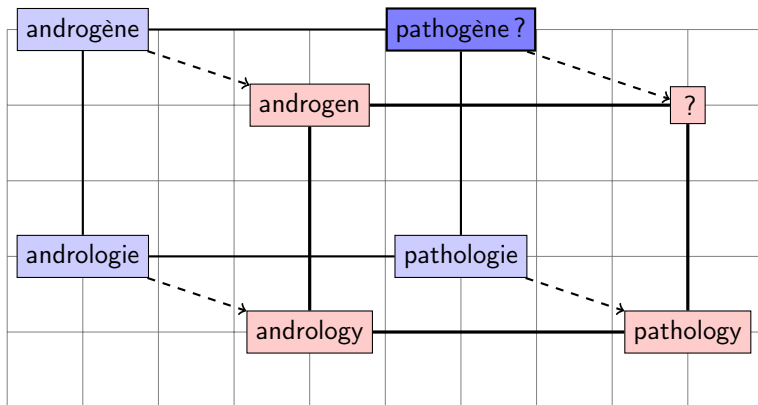 androgène
pathogène ?
androgen
?
andrologie
pathologie
andrology
pathology